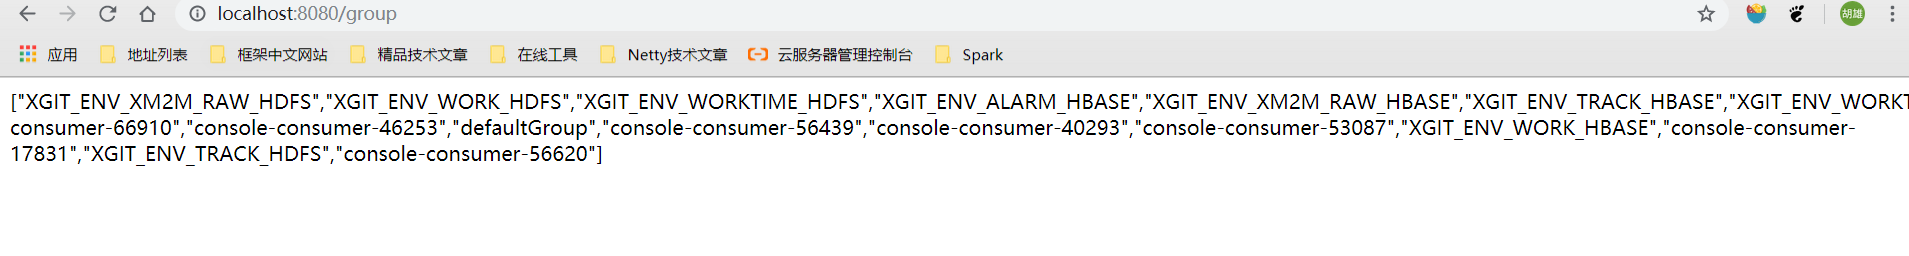 localhost:8080/group
胡雄
应用 地址列表 框架中文网站 精品技术文章 在线工具 Netty技术文章 云服务器管理控制台 Spark
["XGIT_ENV_XM2M_RAW_HDFS","XGIT_ENV_WORK_HDFS","XGIT_ENV_WORKTIME_HDFS","XGIT_ENV_ALARM_HBASE","XGIT_ENV_XM2M_RAW_HBASE","XGIT_ENV_TRACK_HBASE","XGIT_ENV_WORKT
consumer-66910","console-consumer-46253","defaultGroup","console-consumer-56439","console-consumer-40293","console-consumer-53087","XGIT_ENV_WORK_HBASE","console-consumer-
17831","XGIT_ENV_TRACK_HDFS","console-consumer-56620"]